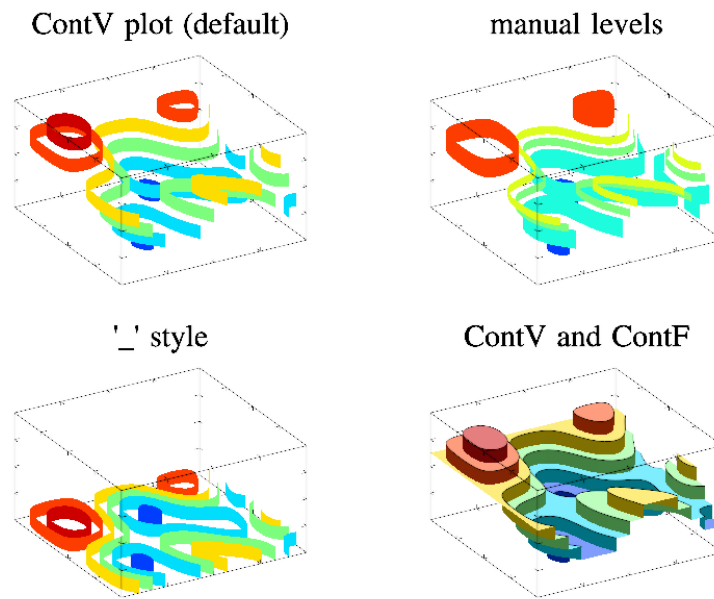 ContV plot (default)
manual levels
'_' style
ContV and ContF